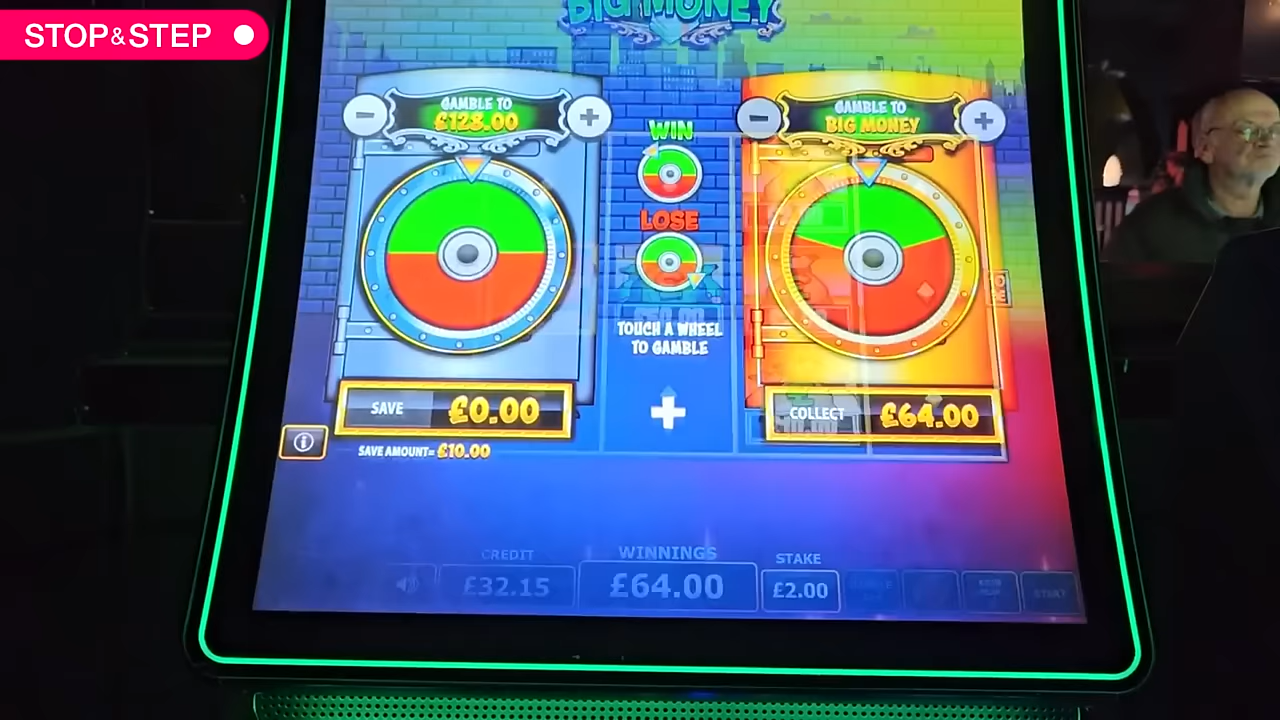 STOP&STEP
BIG MONEY
GAMBLE TO
£128.00
GAMBLE TO
BIG MONEY
WIN
LOSE
TOUCH A WHEEL
TO GAMBLE
SAVE
£0.00
COLLECT
£64.00
SAVE AMOUNT= £10.00
CREDIT
£32.15
WINNINGS
£64.00
STAKE
£2.00
START